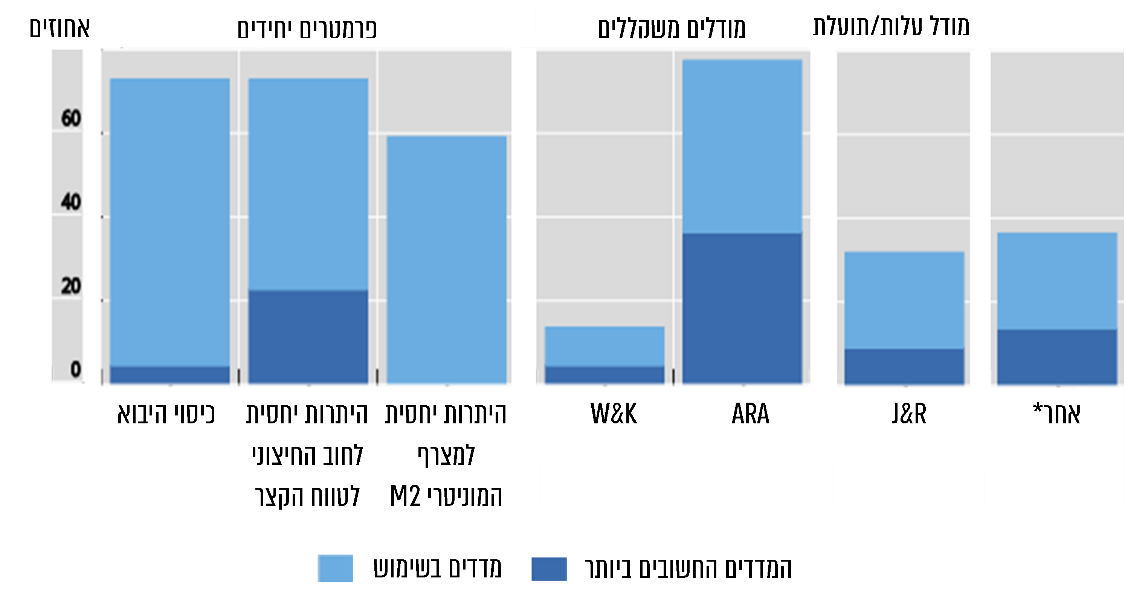 אחוזים
פרמטרים יחידים
מודלים משקללים
מודל עלות/תועלת
60
40
20
0
כיסוי היבוא
היתרות יחסית
לחוב החיצוני
לטווח הקצר
היתרות יחסית
למצרף
המוניטרי M2
W&K
ARA
J&R
אחר*
מדדים בשימוש
המדדים החשובים ביותר